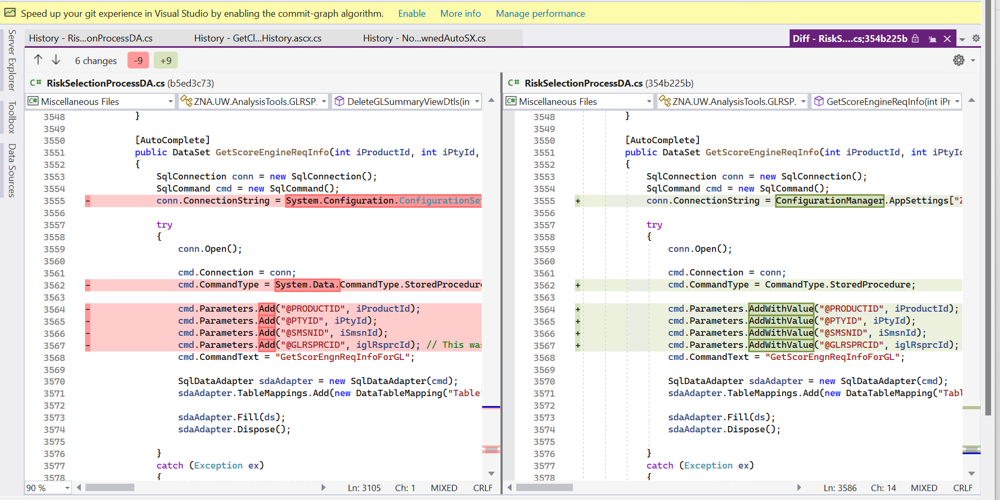 Speed up your git experience in Visual Studio by enabling the commit-graph algorithm. Enable More info Manage performance
Server Explorer
Toolbox
Data Sources
History - Ris...onProcessDA.cs History - GetCl...History.ascx.cs History - No...wnedAutoSX.cs Diff - RiskS....cs;354b225b
6 changes -9 +9
C# RiskSelectionProcessDA.cs (b5ed3c73)
C# Miscellaneous Files ZNA.UW.AnalysisTools.GLRSP. DeleteGLSummaryViewDtls(in
3548 }
3549
3550 [AutoComplete]
3551 public DataSet GetScoreEngineReqInfo(int iProductId, int iPtyId,
3552 {
3553 SqlConnection conn = new SqlConnection();
3554 SqlCommand cmd = new SqlCommand();
3555 - conn.ConnectionString = System.Configuration.ConfigurationSe
3556
3557 try
3558 {
3559 conn.Open();
3560
3561 cmd.Connection = conn;
3562 - cmd.CommandType = System.Data.CommandType.StoredProcedure
3563
3564 - cmd.Parameters.Add("@PRODUCTID", iProductId);
3565 - cmd.Parameters.Add("@PTYID", iPtyId);
3566 - cmd.Parameters.Add("@SMSNID", iSmsnId);
3567 - cmd.Parameters.Add("@GLRSPRCID", iglRsprcId); // This was
3568 cmd.CommandText = "GetScorEngnReqInfoForGL";
3569
3570 SqlDataAdapter sdaAdapter = new SqlDataAdapter(cmd);
3571 sdaAdapter.TableMappings.Add(new DataTableMapping("Table"
3572
3573 sdaAdapter.Fill(ds);
3574 sdaAdapter.Dispose();
3575
3576 }
3577 catch (Exception ex)
3578 {
90 % Ln: 3105 Ch: 1 MIXED CRLF
C# RiskSelectionProcessDA.cs (354b225b)
C# Miscellaneous Files ZNA.UW.AnalysisTools.GLRSP. GetScoreEngineReqInfo(int iPr
3548 }
3549
3550 [AutoComplete]
3551 public DataSet GetScoreEngineReqInfo(int iProductId, int iPtyId
3552 {
3553 SqlConnection conn = new SqlConnection();
3554 SqlCommand cmd = new SqlCommand();
3555 + conn.ConnectionString = ConfigurationManager.AppSettings["Z
3556
3557 try
3558 {
3559 conn.Open();
3560
3561 cmd.Connection = conn;
3562 + cmd.CommandType = CommandType.StoredProcedure;
3563
3564 + cmd.Parameters.AddWithValue("@PRODUCTID", iProductId);
3565 + cmd.Parameters.AddWithValue("@PTYID", iPtyId);
3566 + cmd.Parameters.AddWithValue("@SMSNID", iSmsnId);
3567 + cmd.Parameters.AddWithValue("@GLRSPRCID", iglRsprcId);
3568 cmd.CommandText = "GetScorEngnReqInfoForGL";
3569
3570 SqlDataAdapter sdaAdapter = new SqlDataAdapter(cmd);
3571 sdaAdapter.TableMappings.Add(new DataTableMapping("Tabl
3572
3573 sdaAdapter.Fill(ds);
3574 sdaAdapter.Dispose();
3575
3576 }
3577 catch (Exception ex)
3578 {
Ln: 3586 Ch: 14 MIXED CRLF